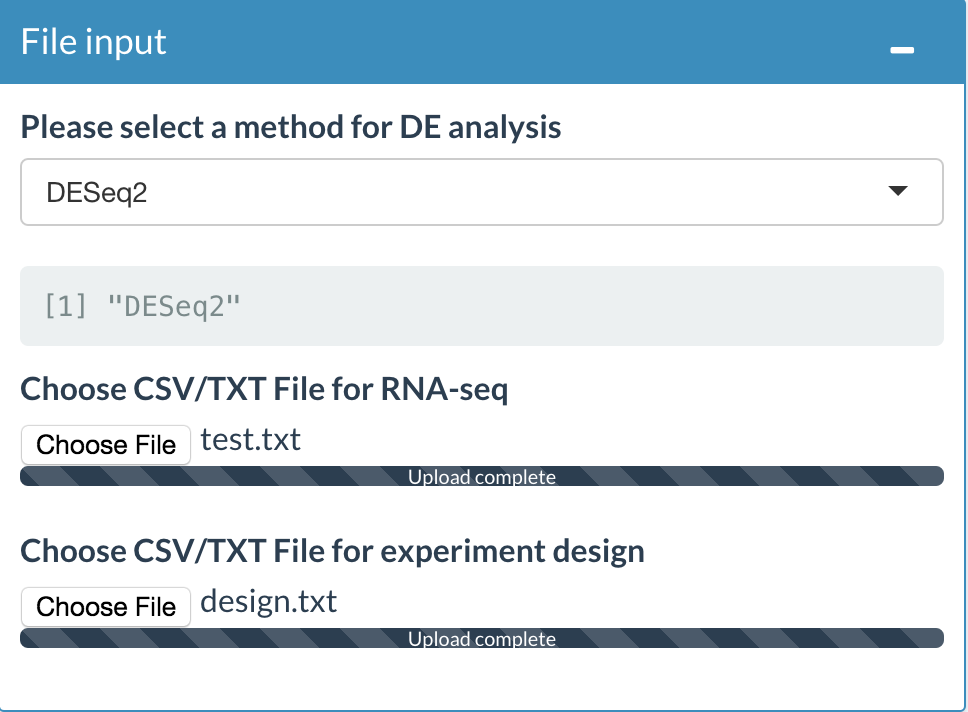 File input
Please select a method for DE analysis
DESeq2
[1] "DESeq2"
Choose CSV/TXT File for RNA-seq
Choose File test.txt
Upload complete
Choose CSV/TXT File for experiment design
Choose File design.txt
Upload complete